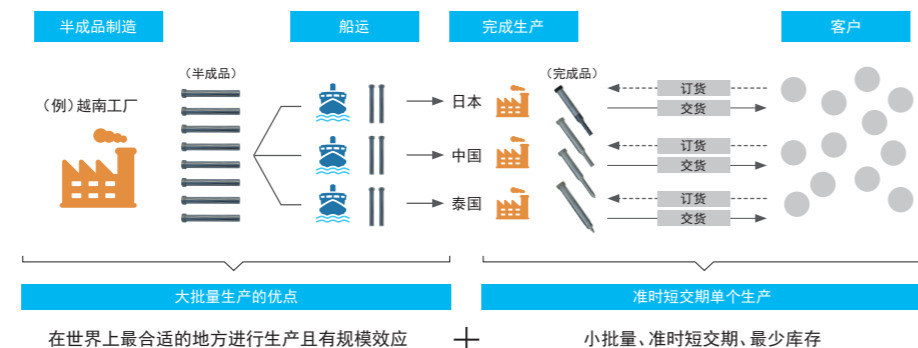 半成品制造
船运
完成生产
客户
（半成品）
（完成品）
（例）越南工厂
日本
订货
交货
中国
订货
交货
泰国
订货
交货
大批量生产的优点
准时短交期单个生产
在世界上最合适的地方进行生产且有规模效应
+
小批量、准时短交期、最少库存